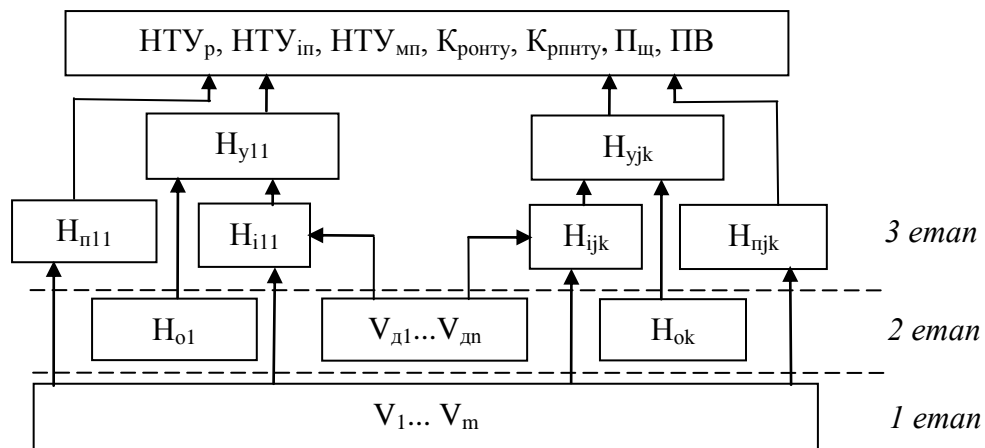 НТУр, НТУіп, НТУмп, Кронту, Крпнту, Пщ, ПВ
Ну11
Нуjk
Нп11
Ні11
Ніjk
Нпjk
3 етап
Но1
Vд1...Vдn
Нок
2 етап
V1... Vm
1 етап